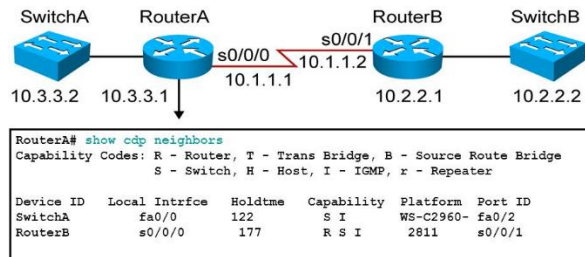 SwitchA RouterA RouterB SwitchB
s0/0/0 s0/0/1
10.1.1.1 10.1.1.2
10.3.3.2 10.3.3.1 10.2.2.1 10.2.2.2
RouterA# show cdp neighbors
Capability Codes: R - Router, T - Trans Bridge, B - Source Route Bridge
S - Switch, H - Host, I - IGMP, r - Repeater
Device ID Local Intrfce Holdtme Capability Platform Port ID
SwitchA fa0/0 122 S I WS-C2960- fa0/2
RouterB s0/0/0 177 R S I 2811 s0/0/1